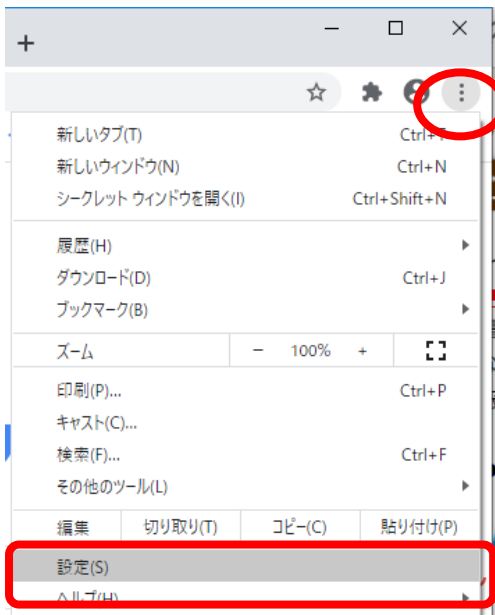 新しいタブ(T) Ctrl+T
新しいウィンドウ(N) Ctrl+N
シークレット ウィンドウを開く(I) Ctrl+Shift+N
履歴(H)
ダウンロード(D) Ctrl+J
ブックマーク(B)
ズーム － 100% +
印刷(P)... Ctrl+P
キャスト(C)...
検索(F)... Ctrl+F
その他のツール(L)
編集 切り取り(T) コピー(C) 貼り付け(P)
設定(S)
ヘルプ(H)